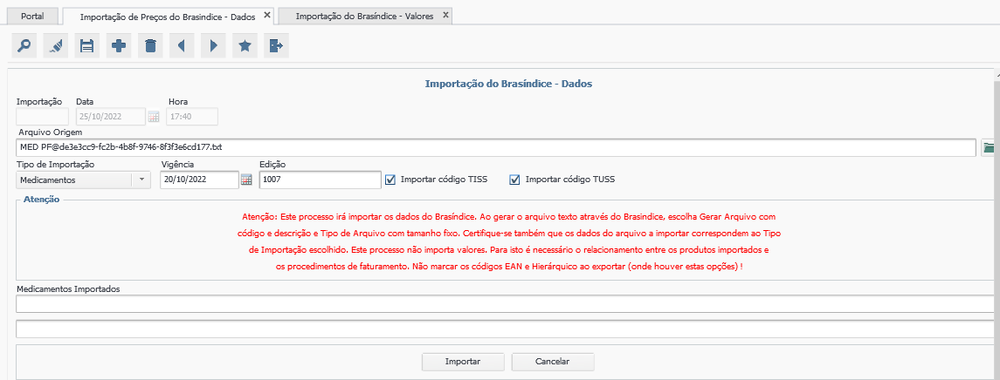 Portal
Importação de Preços do Brasindice - Dados x
Importação do Brasíndice - Valores x
Importação do Brasíndice - Dados
Importação Data Hora
25/10/2022 17:40
Arquivo Origem
MED PF@de3e3cc9-fc2b-4b8f-9746-8f3f3e6cd177.txt
Tipo de Importação Vigência Edição
Medicamentos 20/10/2022 1007 Importar código TISS Importar código TUSS
Atenção
Atenção: Este processo irá importar os dados do Brasíndice. Ao gerar o arquivo texto através do Brasindice, escolha Gerar Arquivo com
código e descrição e Tipo de Arquivo com tamanho fixo. Certifique-se também que os dados do arquivo a importar correspondem ao Tipo
de Importação escolhido. Este processo não importa valores. Para isto é necessário o relacionamento entre os produtos importados e
os procedimentos de faturamento. Não marcar os códigos EAN e Hierárquico ao exportar (onde houver estas opções) !
Medicamentos Importados
Importar Cancelar